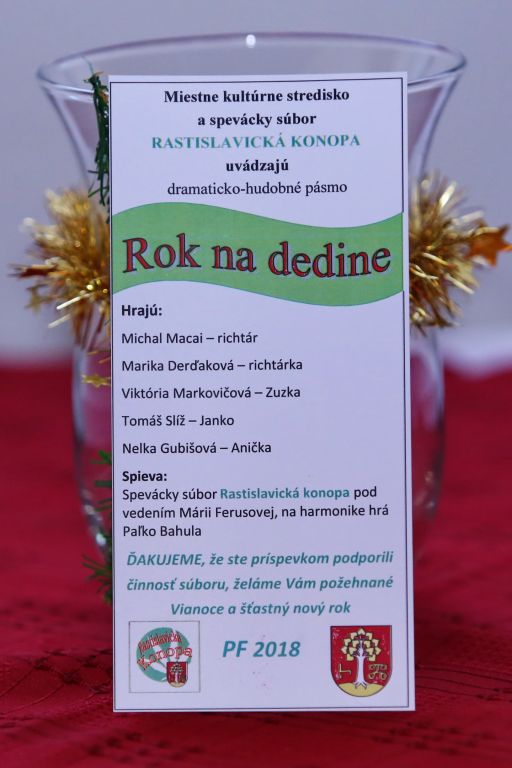 Miestne kultúrne stredisko
a spevácky súbor
RASTISLAVICKÁ KONOPA
uvádzajú
dramaticko-hudobné pásmo
Rok na dedine
Hrajú:
Michal Macai – richtár
Marika Derďaková – richtárka
Viktória Markovičová – Zuzka
Tomáš Slíž – Janko
Nelka Gubišová – Anička
Spieva:
Spevácky súbor Rastislavická konopa pod
vedením Márii Ferusovej, na harmonike hrá
Paľko Bahula
ĎAKUJEME, že ste príspevkom podporili
činnosť súboru, želáme Vám požehnané
Vianoce a šťastný nový rok
PF 2018
Rastislavická
Konopa